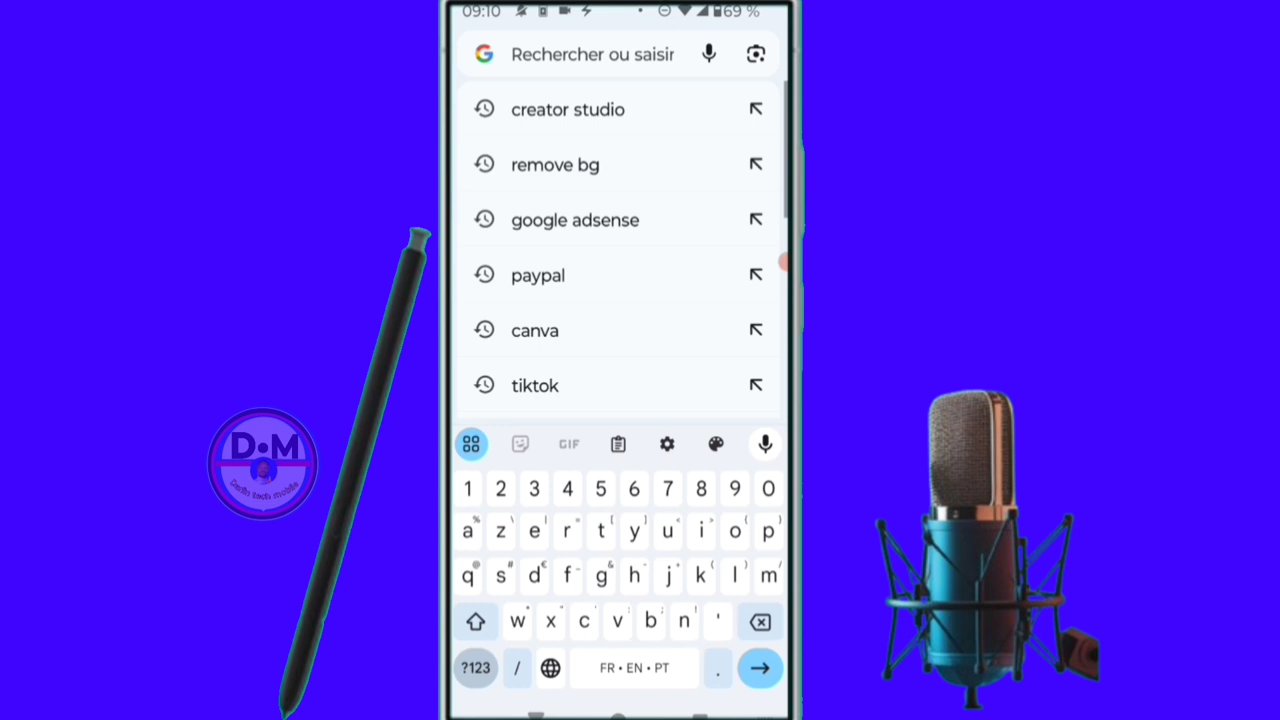 09:10 69 %
Rechercher ou saisir
creator studio
remove bg
google adsense
paypal
canva
tiktok
GIF
1 2 3 4 5 6 7 8 9 0
a z e r t y u i o p
q s d f g h j k l m
w x c v b n '
?123 / FR • EN • PT .
D•M